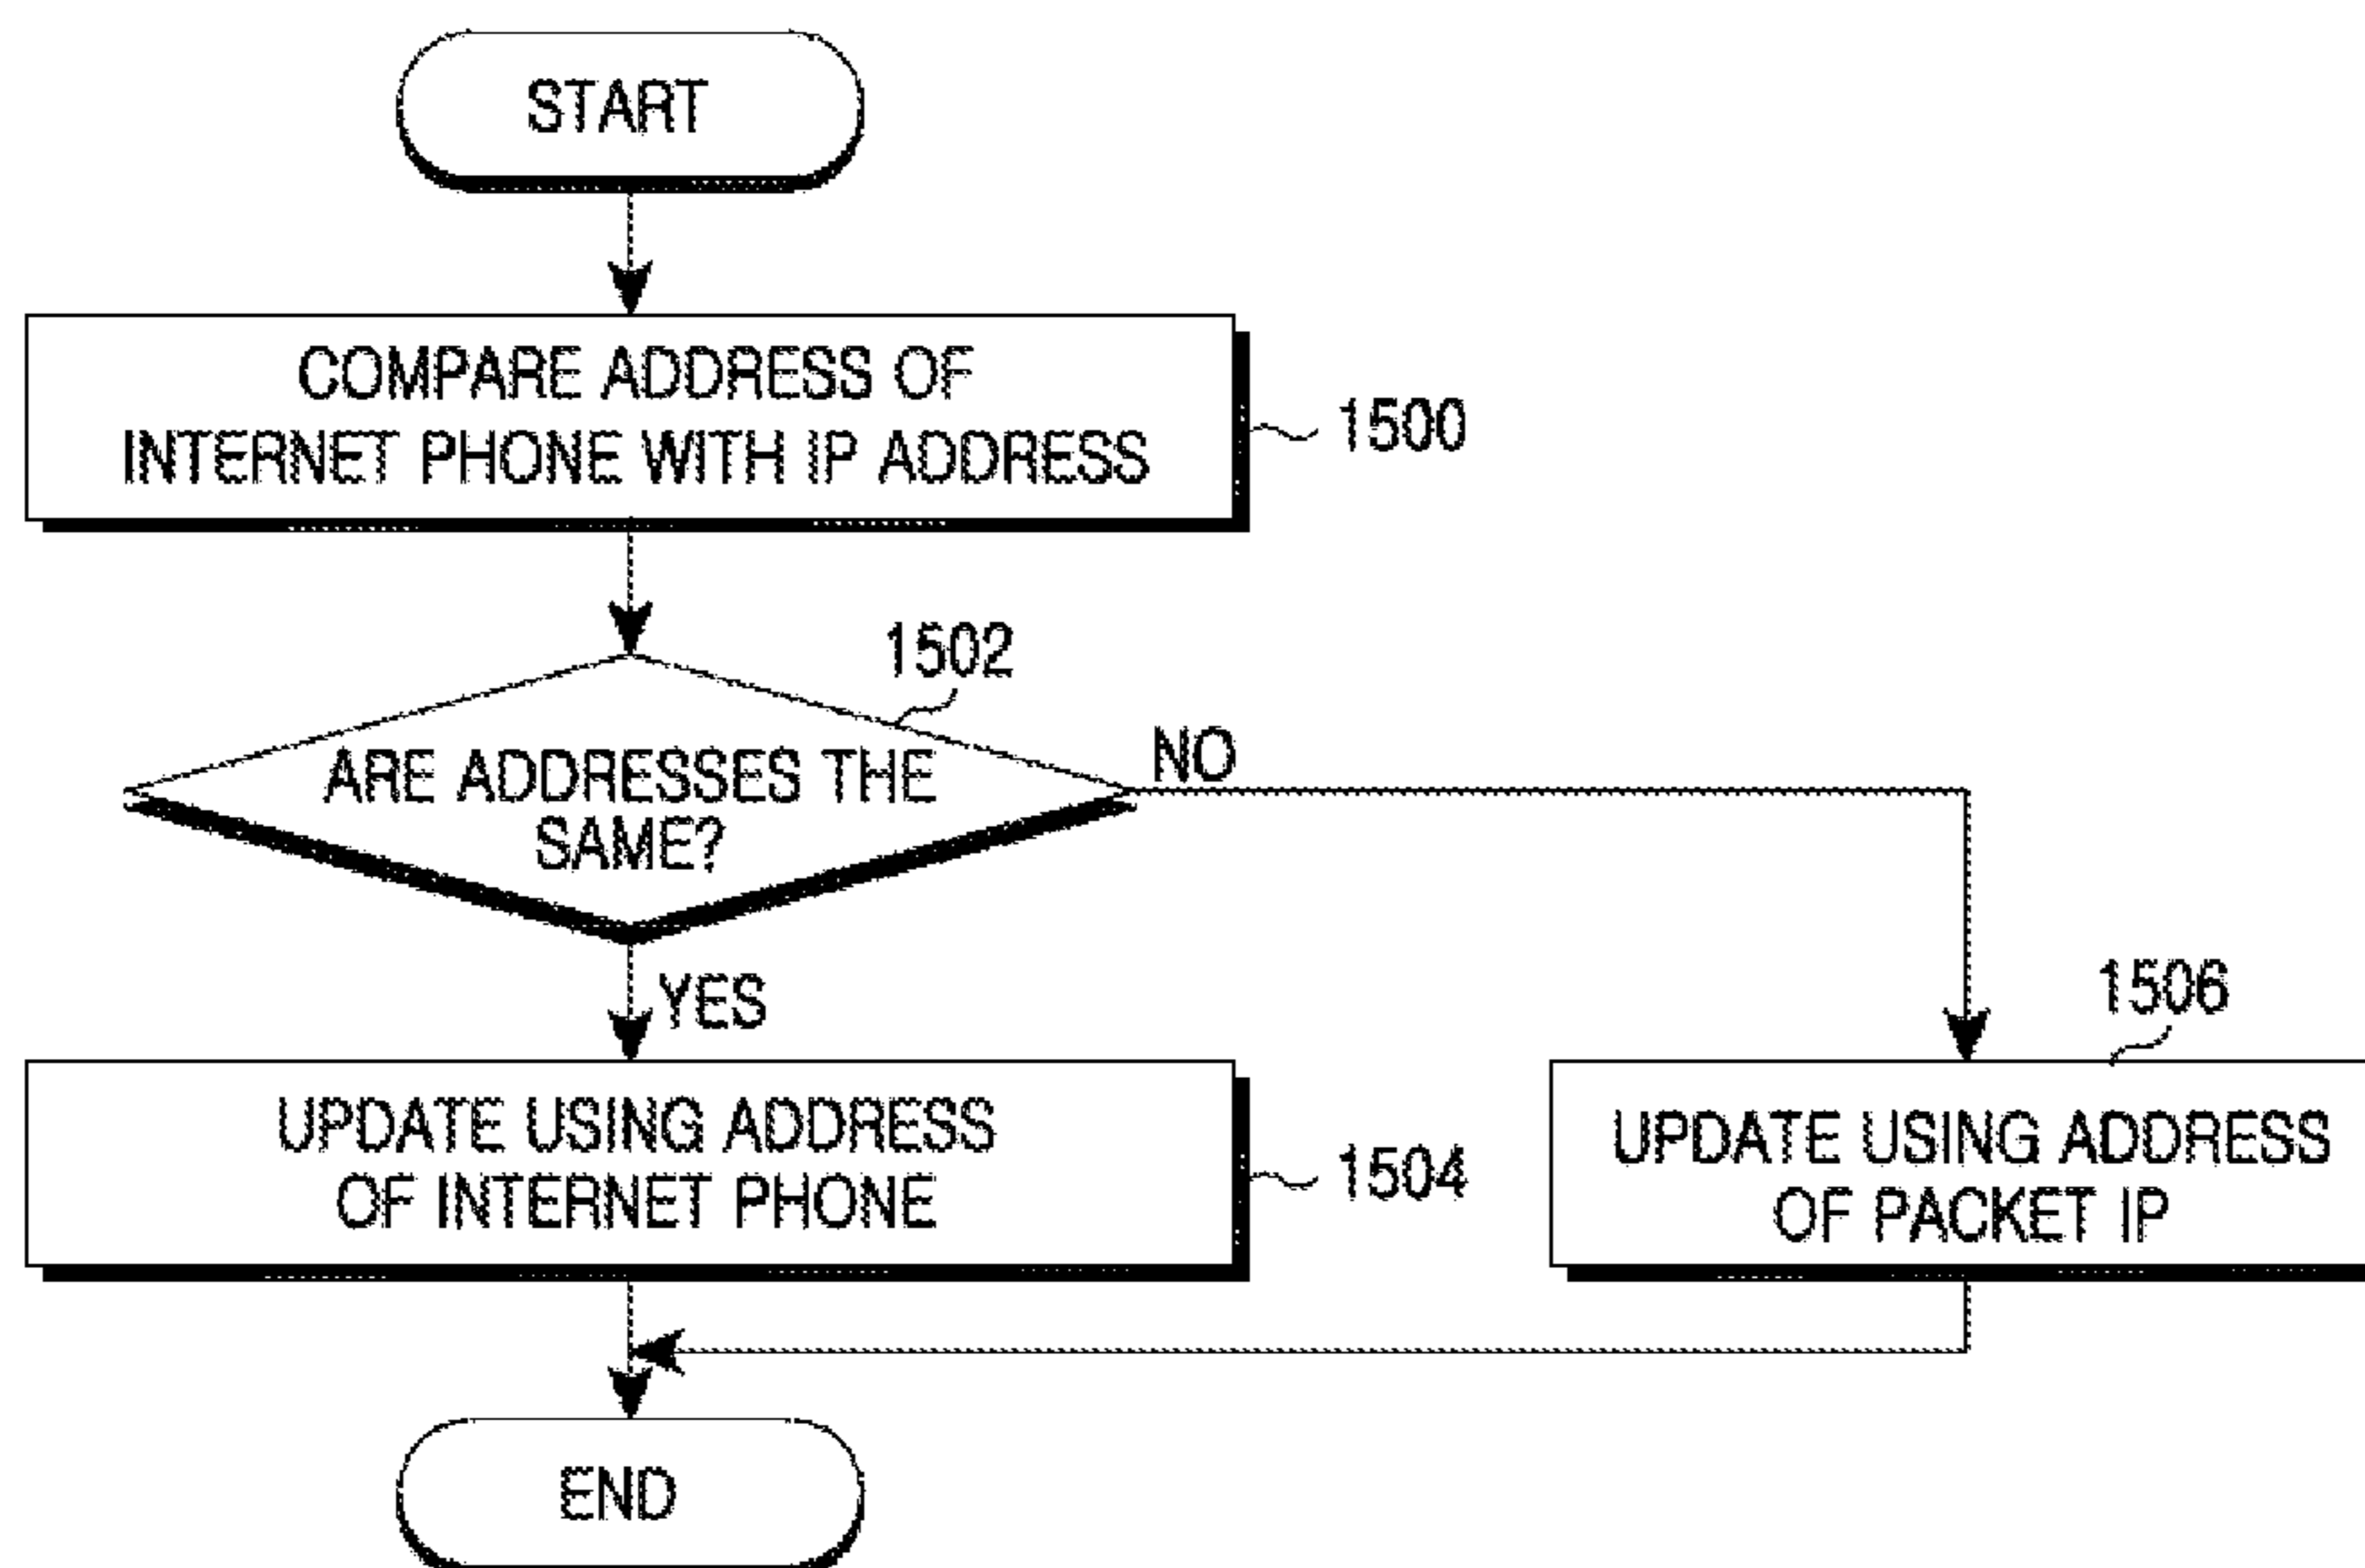 START
COMPARE ADDRESS OF
INTERNET PHONE WITH IP ADDRESS
1500
1502
ARE ADDRESSES THE
SAME?
NO
YES
1506
UPDATE USING ADDRESS
OF INTERNET PHONE
1504
UPDATE USING ADDRESS
OF PACKET IP
END